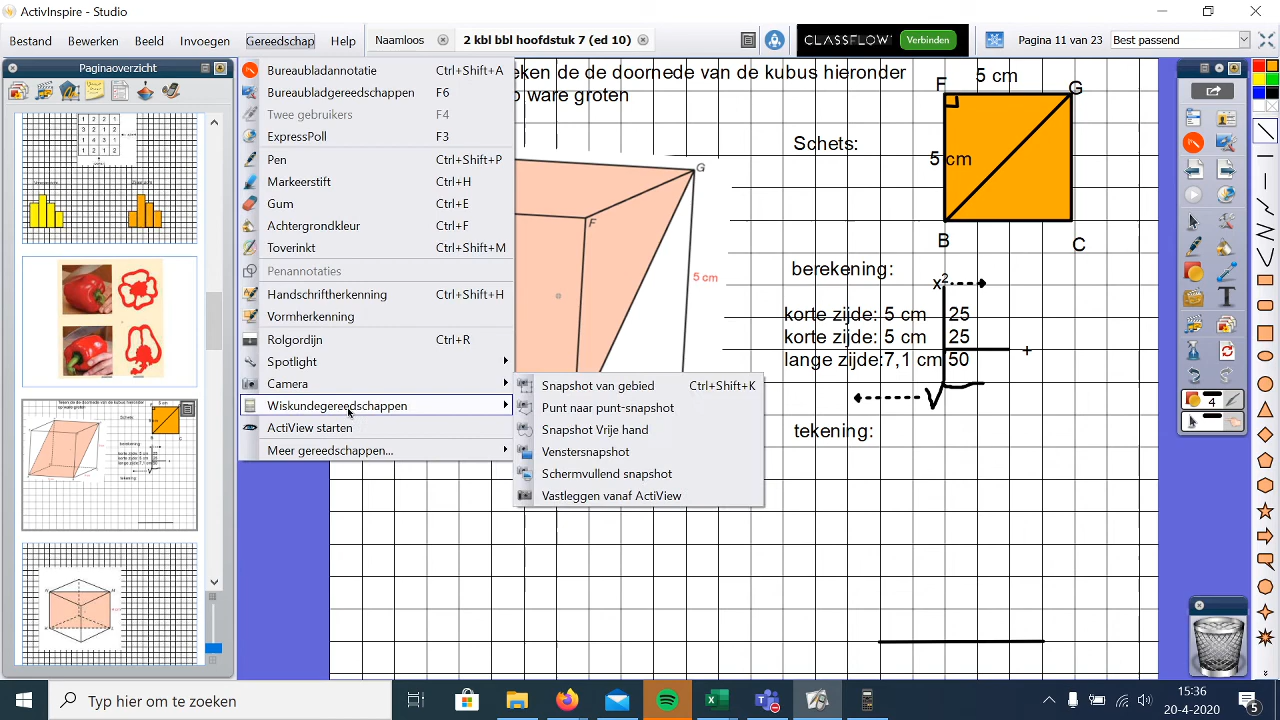 ActivInspire - Studio
Bestand
Bewerken
Beeld
Invoe
Gereedschap
Help
Naamloos
2 kbl bbl hoofdstuk 7 (ed 10)
CLASSFLOW
Verbinden
Pagina 11 van 23
Best passend
Paginaoverzicht
Bureaubladannotatie Ctrl+Shift+A
Bureaubladgereedschappen F6
Twee gebruikers F4
ExpressPoll F3
Pen Ctrl+Shift+P
Markeerstift Ctrl+H
Gum Ctrl+E
Achtergrondkleur Ctrl+F
Toverinkt Ctrl+Shift+M
Penannotaties
Handschriftherkenning Ctrl+Shift+H
Vormherkenning
Rolgordijn Ctrl+R
Spotlight
Camera
Wiskundegereedschappen
ActiView starten
Meer gereedschappen...
Snapshot van gebied Ctrl+Shift+K
Punt naar punt-snapshot
Snapshot Vrije hand
Venstersnapshot
Schermvullend snapshot
Vastleggen vanaf ActiView
eken de de doornede van de kubus hieronder
ware groten
G
F
5 cm
Schets:
F
5 cm
G
5 cm
B
C
berekening:
x²
korte zijde: 5 cm 25
korte zijde: 5 cm 25
lange zijde:7,1 cm 50
+
√
tekening:
4
Typ hier om te zoeken
15:36
20-4-2020
5